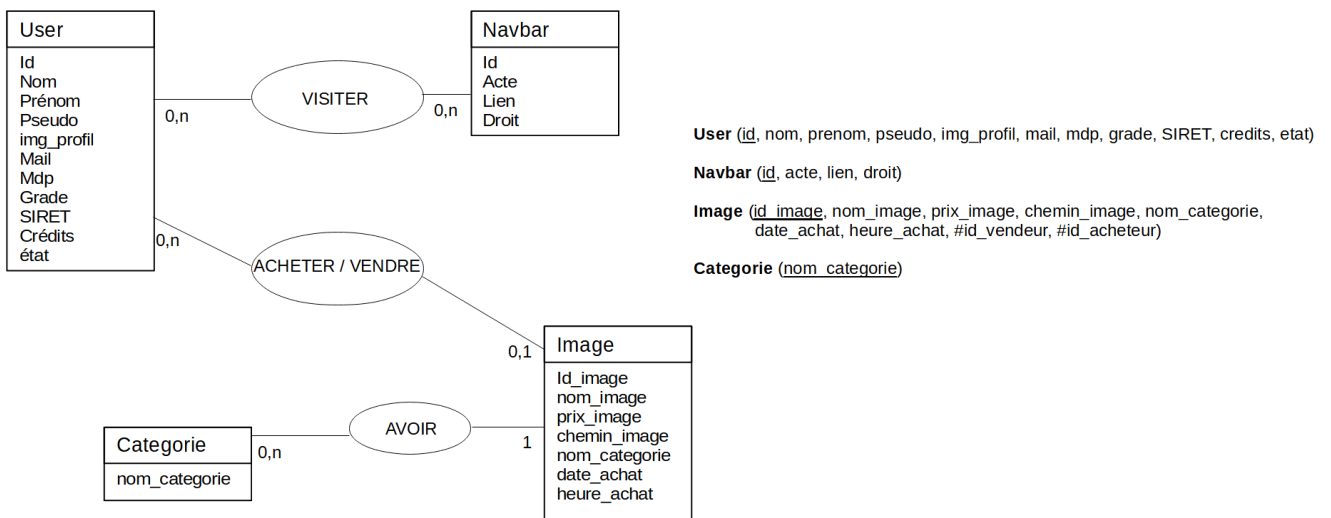 User
Id
Nom
Prénom
Pseudo
img_profil
Mail
Mdp
Grade
SIRET
Crédits
état
0,n
VISITER
0,n
Navbar
Id
Acte
Lien
Droit
0,n
ACHETER / VENDRE
0,1
Image
Id_image
nom_image
prix_image
chemin_image
nom_categorie
date_achat
heure_achat
Categorie
nom_categorie
0,n
AVOIR
1
User (id, nom, prenom, pseudo, img_profil, mail, mdp, grade, SIRET, credits, etat)
Navbar (id, acte, lien, droit)
Image (id_image, nom_image, prix_image, chemin_image, nom_categorie,
date_achat, heure_achat, #id_vendeur, #id_acheteur)
Categorie (nom_categorie)